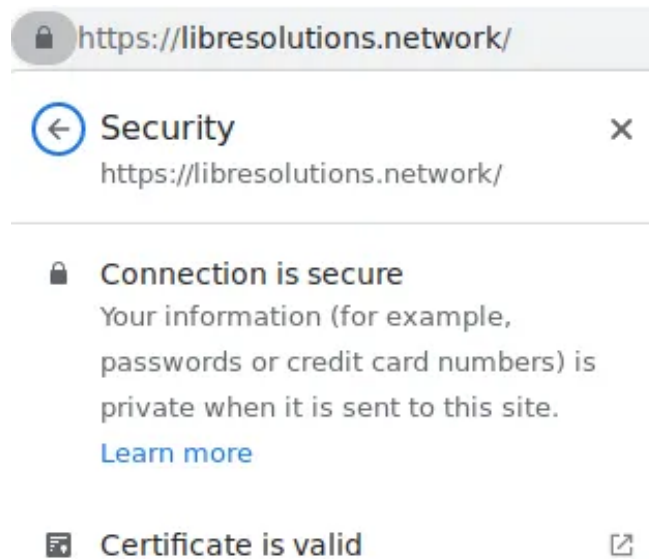 https://libresolutions.network/
Security
https://libresolutions.network/
Connection is secure
Your information (for example,
passwords or credit card numbers) is
private when it is sent to this site.
Learn more
Certificate is valid